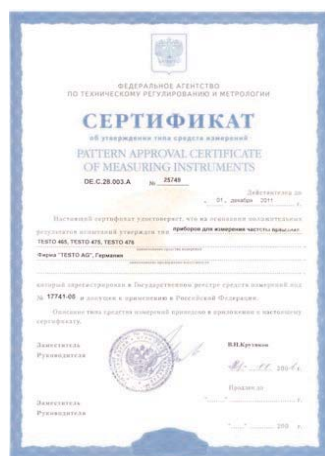 ФЕДЕРАЛЬНОЕ АГЕНТСТВО
ПО ТЕХНИЧЕСКОМУ РЕГУЛИРОВАНИЮ И МЕТРОЛОГИИ
СЕРТИФИКАТ
об утверждении типа средств измерений
PATTERN APPROVAL CERTIFICATE
OF MEASURING INSTRUMENTS
DE.C.28.003.A № 25749
Действителен до
" 01 . декабря 2011 г.
Настоящий сертификат удостоверяет, что на основании положительных
результатов испытаний утвержден тип приборов для измерения частоты вращения
TESTO 465, TESTO 470, TESTO 476
Фирма "TESTO AG", Германия
который зарегистрирован в Государственном реестре средств измерений под
№ 17741-08 и допущен к применению в Российской Федерации.
Описание типа средства измерений приведено в приложении к настоящему
сертификату.
Заместитель
Руководителя
В.Н.Крутиков
200 г.
Продлен до
Заместитель
Руководителя
" " 200 г.